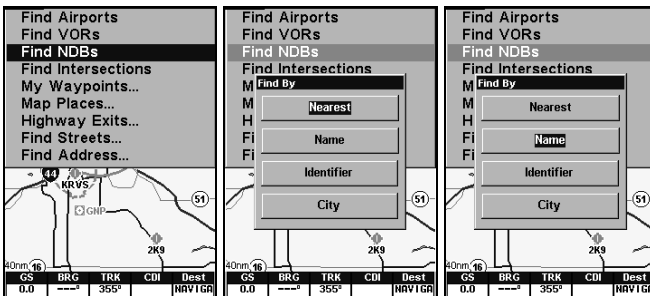 Find Airports
Find VORs
Find NDBs
Find Intersections
My Waypoints...
Map Places...
Highway Exits...
Find Streets...
Find Address...
44
KRVS
GNP
51
2K9
40nm 16
GS BRG TRK CDI Dest
0.0 ---° 355° NAVIGA
Find Airports
Find VORs
Find NDBs
Find Intersections
M
M
H
Fi
Fi
Find By
Nearest
Name
Identifier
City
51
2K9
40nm 16
GS BRG TRK CDI Dest
0.0 ---° 355° NAVIGA
Find Airports
Find VORs
Find NDBs
Find Intersections
M
M
H
Fi
Fi
Find By
Nearest
Name
Identifier
City
51
2K9
40nm 16
GS BRG TRK CDI Dest
0.0 ---° 355° NAVIGA